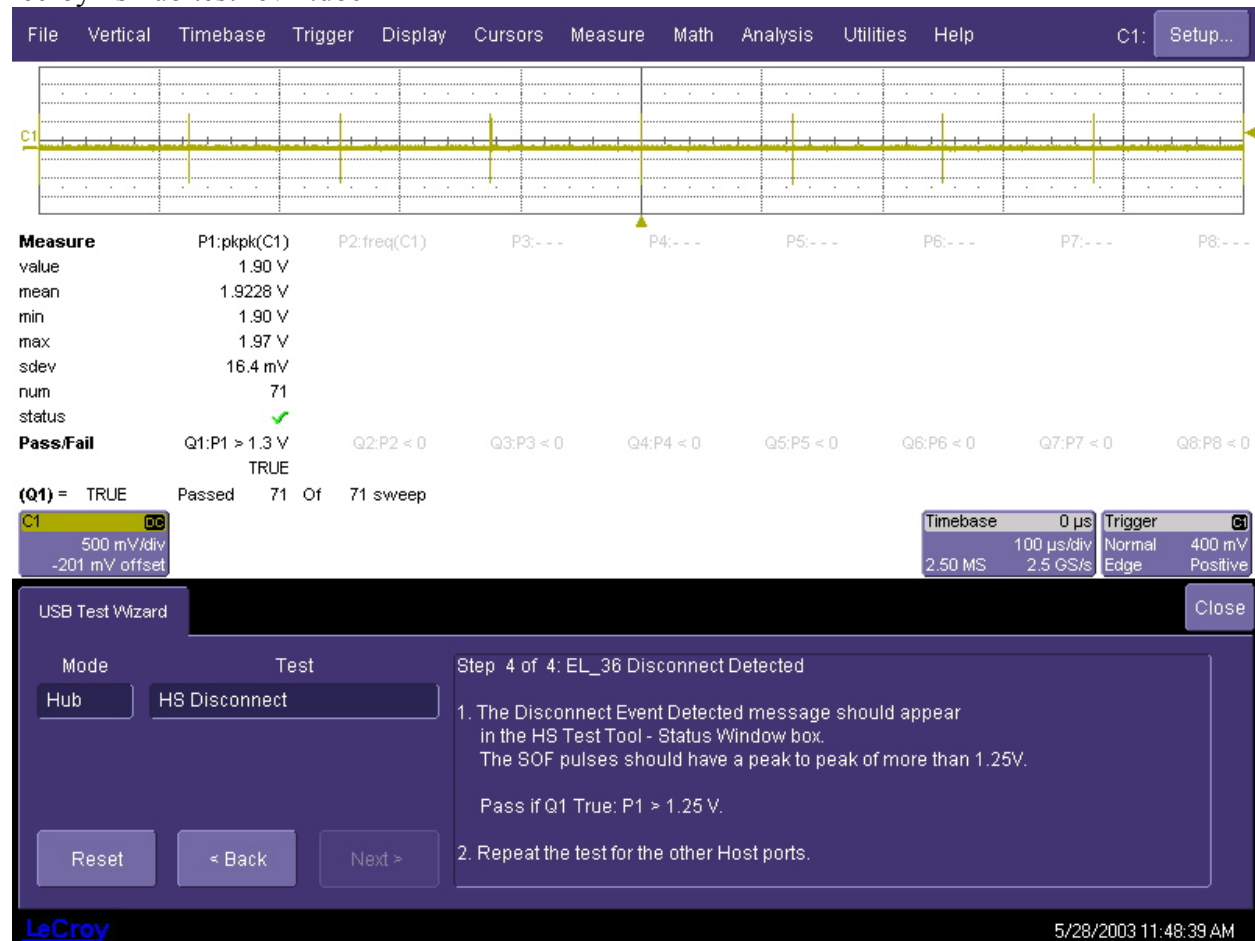 File Vertical Timebase Trigger Display Cursors Measure Math Analysis Utilities Help C1: Setup...
C1
Measure P1:pkpk(C1) P2:freq(C1) P3:- - - P4:- - - P5:- - - P6:- - - P7:- - - P8:- - -
value 1.90 V
mean 1.9228 V
min 1.90 V
max 1.97 V
sdev 16.4 mV
num 71
status
Pass/Fail Q1:P1 > 1.3 V Q2:P2 < 0 Q3:P3 < 0 Q4:P4 < 0 Q5:P5 < 0 Q6:P6 < 0 Q7:P7 < 0 Q8:P8 < 0
TRUE
(Q1) = TRUE Passed 71 Of 71 sweep
C1 DC
500 mV/div
-201 mV offset
Timebase 0 µs
100 µs/div
2.50 MS 2.5 GS/s
Trigger C1
Normal 400 mV
Edge Positive
USB Test Wizard
Close
Mode Test
Hub HS Disconnect
Step 4 of 4: EL_36 Disconnect Detected
1. The Disconnect Event Detected message should appear
in the HS Test Tool - Status Window box.
The SOF pulses should have a peak to peak of more than 1.25V.
Pass if Q1 True: P1 > 1.25 V.
2. Repeat the test for the other Host ports.
Reset < Back Next >
LeCroy
5/28/2003 11:48:39 AM